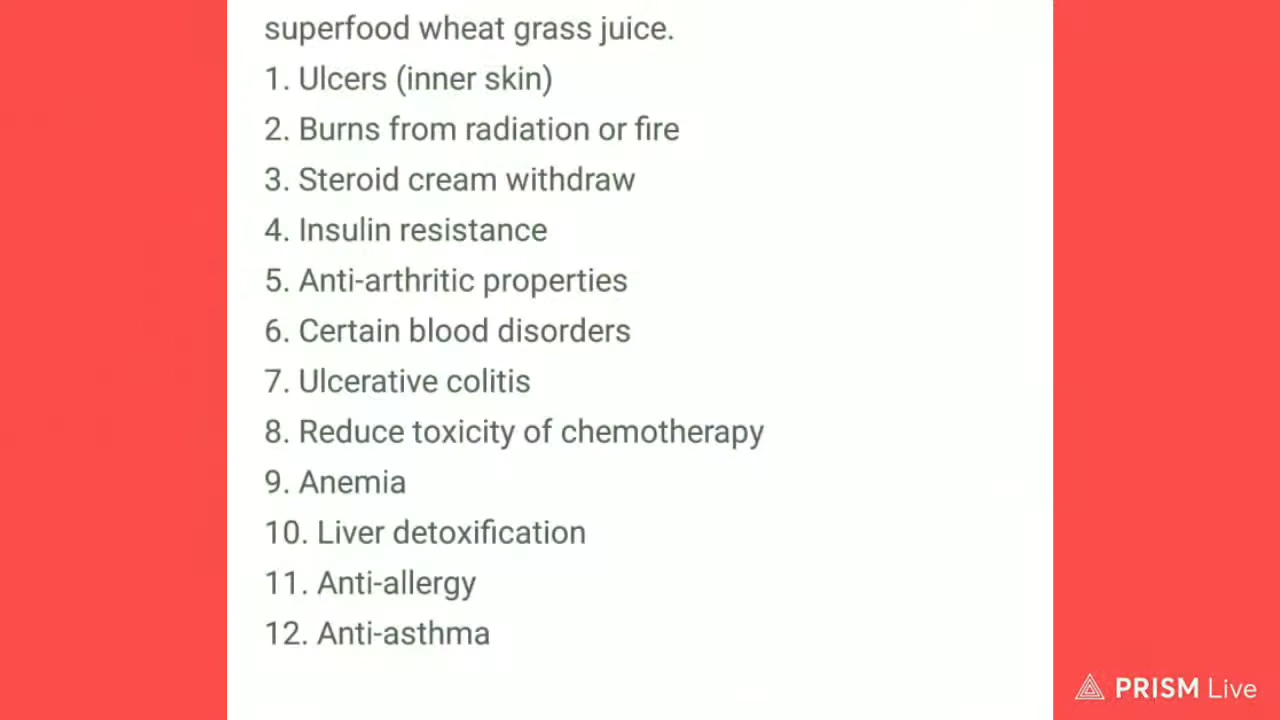 superfood wheat grass juice.
1. Ulcers (inner skin)
2. Burns from radiation or fire
3. Steroid cream withdraw
4. Insulin resistance
5. Anti-arthritic properties
6. Certain blood disorders
7. Ulcerative colitis
8. Reduce toxicity of chemotherapy
9. Anemia
10. Liver detoxification
11. Anti-allergy
12. Anti-asthma
PRISM Live